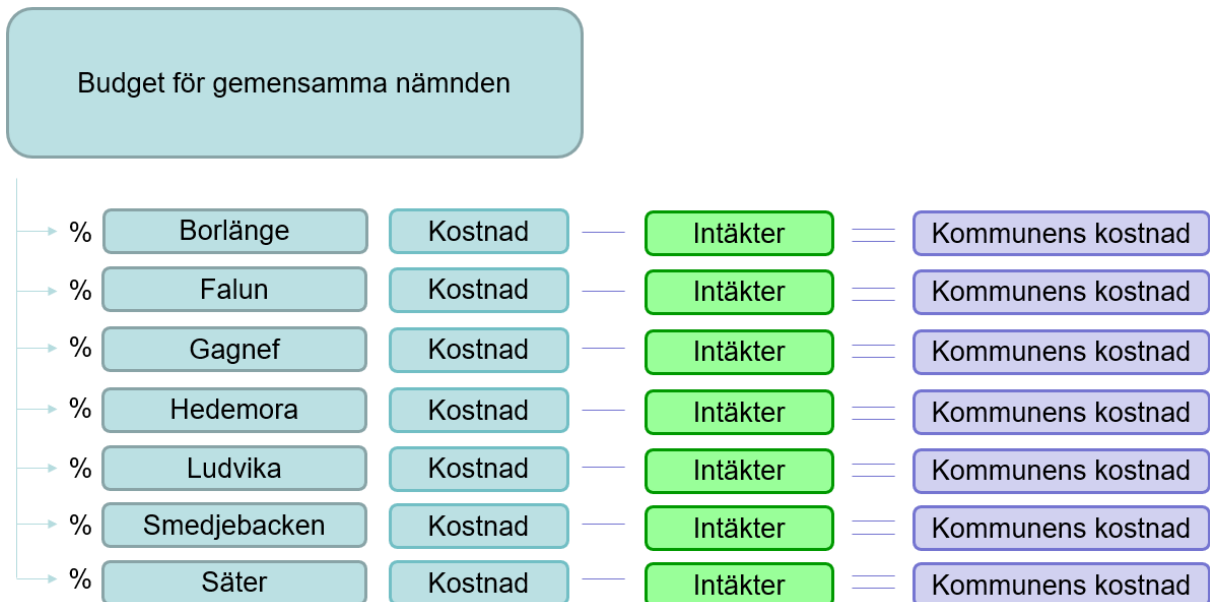 Budget för gemensamma nämnden
% Borlänge Kostnad — Intäkter = Kommunens kostnad
% Falun Kostnad — Intäkter = Kommunens kostnad
% Gagnef Kostnad — Intäkter = Kommunens kostnad
% Hedemora Kostnad — Intäkter = Kommunens kostnad
% Ludvika Kostnad — Intäkter = Kommunens kostnad
% Smedjebacken Kostnad — Intäkter = Kommunens kostnad
% Säter Kostnad — Intäkter = Kommunens kostnad